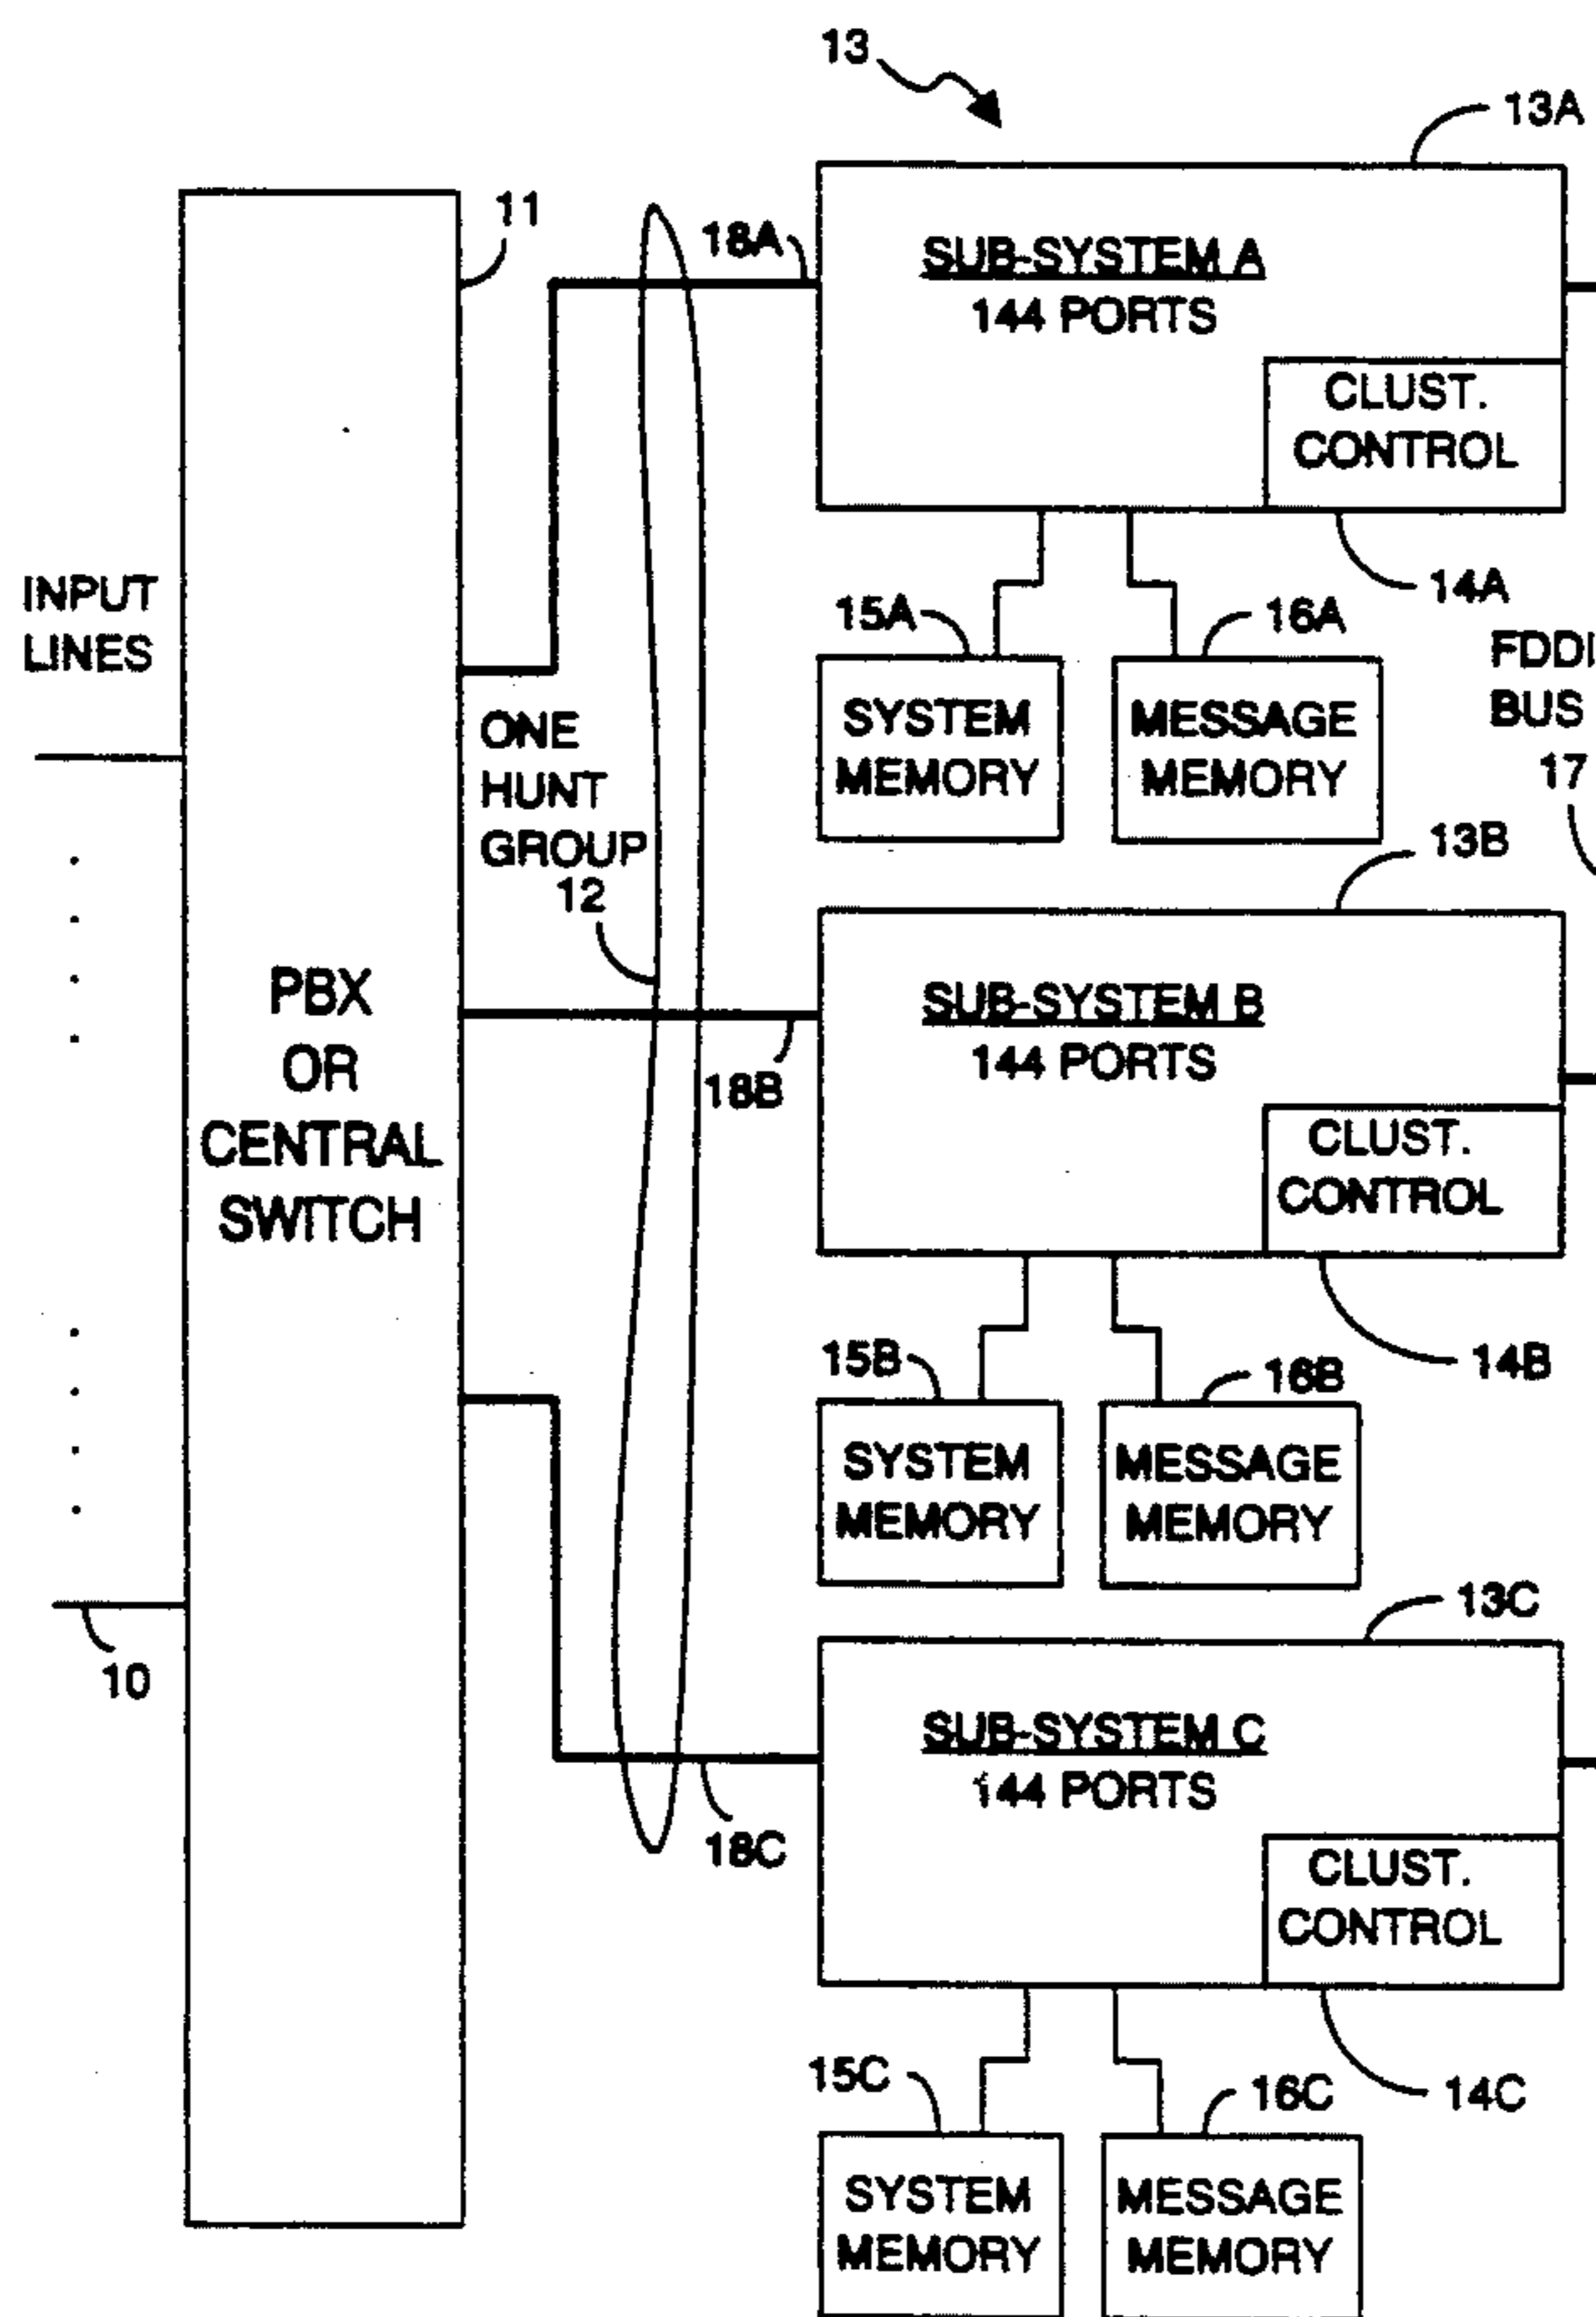 13
13A
11
18A
SUB-SYSTEM A
144 PORTS
CLUST.
CONTROL
INPUT
LINES
14A
15A
16A
FDDI
BUS
17
SYSTEM
MEMORY
MESSAGE
MEMORY
ONE
HUNT
GROUP
12
13B
PBX
OR
CENTRAL
SWITCH
SUB-SYSTEM B
144 PORTS
18B
CLUST.
CONTROL
14B
15B
16B
SYSTEM
MEMORY
MESSAGE
MEMORY
13C
10
SUB-SYSTEM C
144 PORTS
18C
CLUST.
CONTROL
14C
15C
16C
SYSTEM
MEMORY
MESSAGE
MEMORY